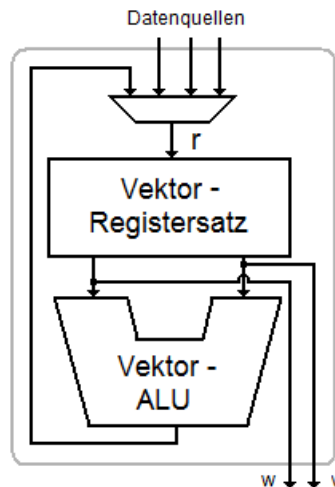 Datenquellen
r
Vektor -
Registersatz
Vektor -
ALU
w